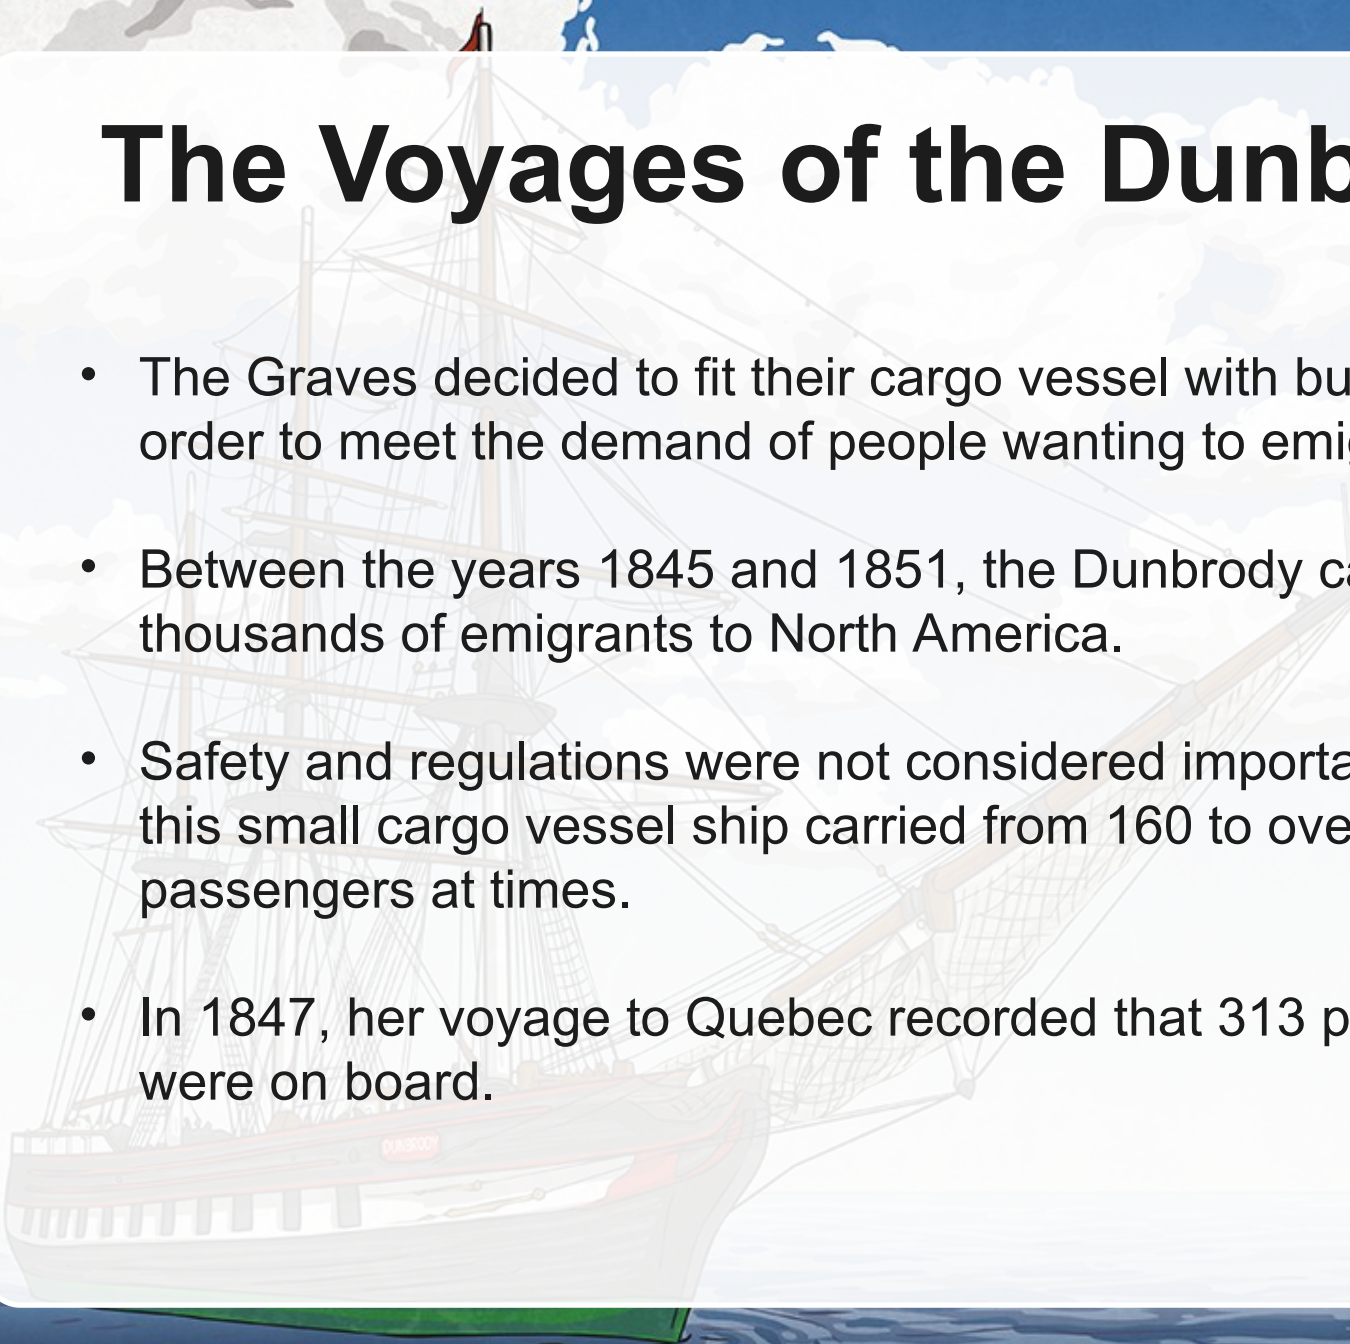 The Voyages of the Dunb
• The Graves decided to fit their cargo vessel with bu
order to meet the demand of people wanting to emig
• Between the years 1845 and 1851, the Dunbrody ca
thousands of emigrants to North America.
• Safety and regulations were not considered importa
this small cargo vessel ship carried from 160 to ove
passengers at times.
• In 1847, her voyage to Quebec recorded that 313 p
were on board.
DUNBRODY